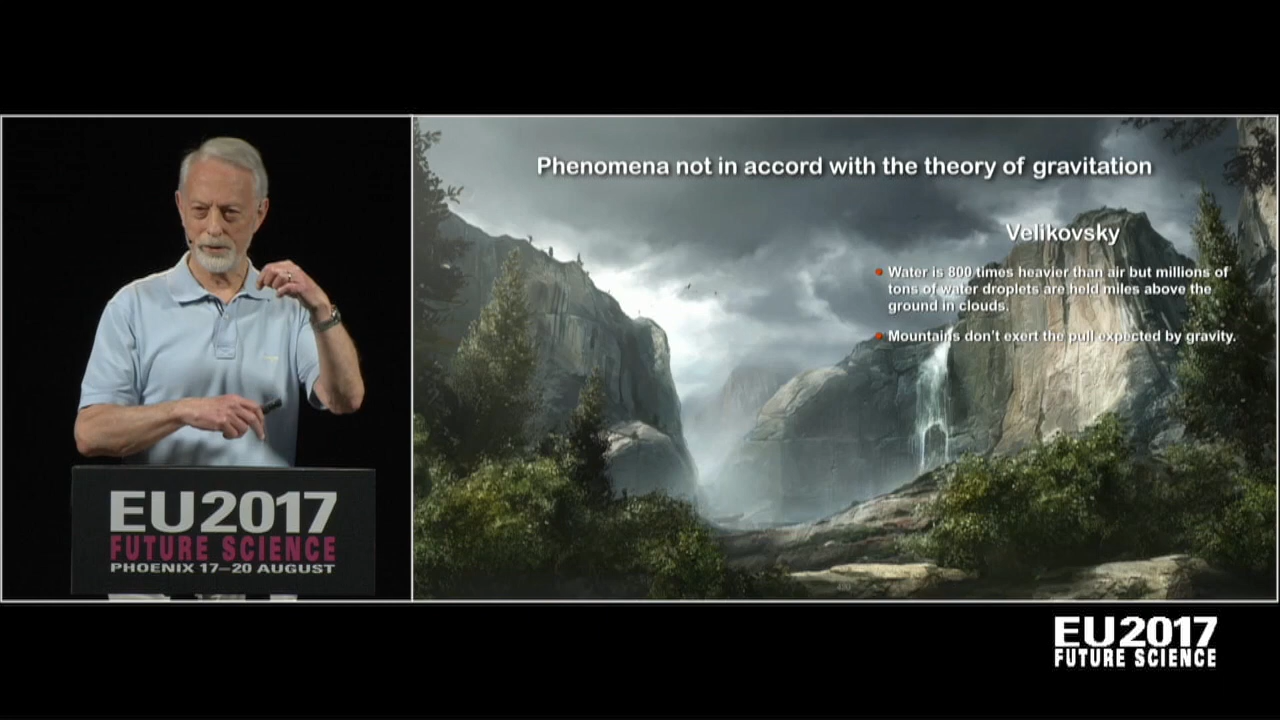 Phenomena not in accord with the theory of gravitation
Velikovsky
Water is 800 times heavier than air but millions of
tons of water droplets are held miles above the
ground in clouds.
Mountains don't exert the pull expected by gravity.
EU2017
FUTURE SCIENCE
PHOENIX 17–20 AUGUST
EU2017
FUTURE SCIENCE